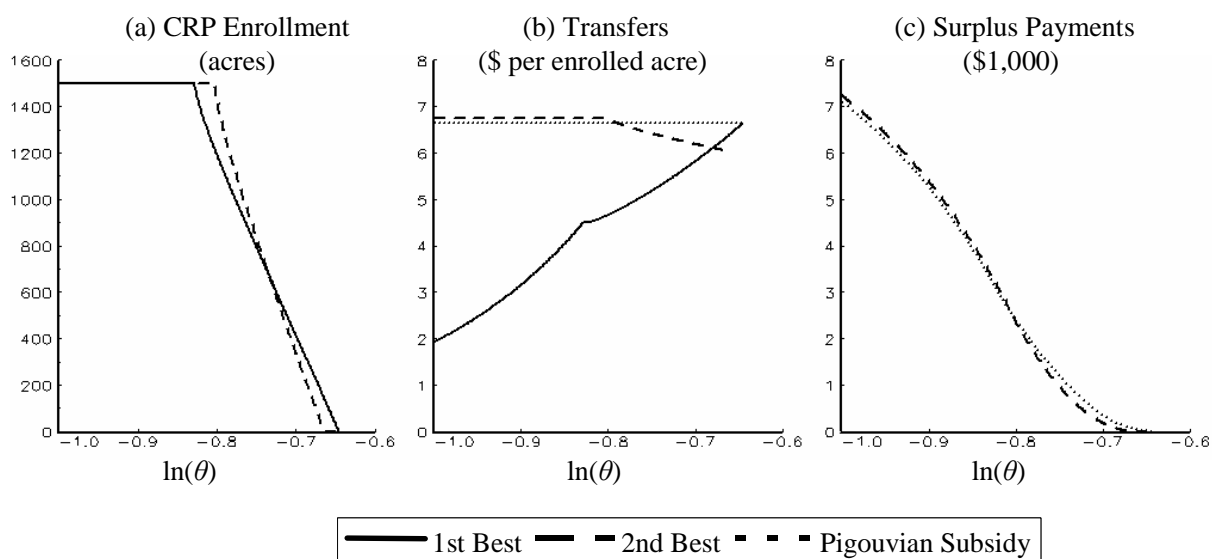 (a) CRP Enrollment
(acres)
(b) Transfers
($ per enrolled acre)
(c) Surplus Payments
($1,000)
1600
1400
1200
1000
800
600
400
200
0
-1.0 -0.9 -0.8 -0.7 -0.6
ln(θ)
8
7
6
5
4
3
2
1
0
-1.0 -0.9 -0.8 -0.7 -0.6
ln(θ)
8
7
6
5
4
3
2
1
0
-1.0 -0.9 -0.8 -0.7 -0.6
ln(θ)
1st Best 2nd Best Pigouvian Subsidy